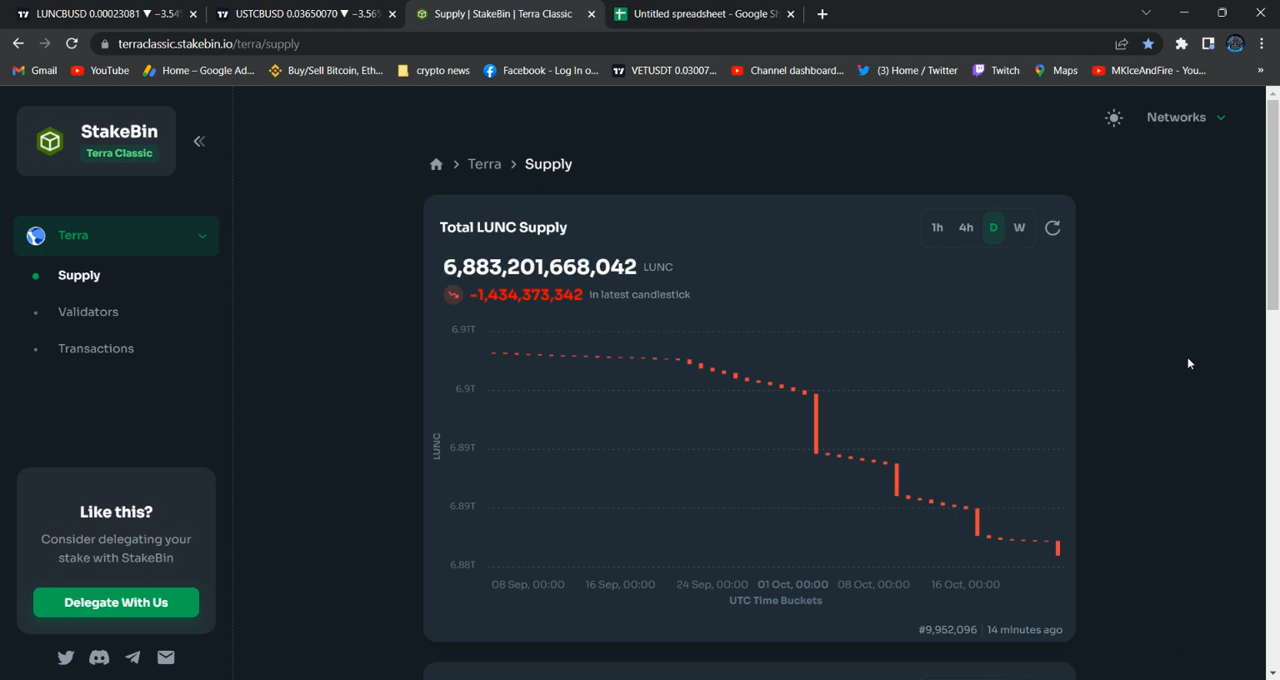 LUNCBUSD 0.00023081 ▼ −3.54
USTCBUSD 0.03650070 ▼ −3.56
Supply | StakeBin | Terra Classic
Untitled spreadsheet - Google Sh
terraclassic.stakebin.io/terra/supply
Gmail
YouTube
Home – Google Ad...
Buy/Sell Bitcoin, Eth...
crypto news
Facebook - Log In o...
VETUSDT 0.03007...
Channel dashboard...
(3) Home / Twitter
Twitch
Maps
MKIceAndFire - You...
»
StakeBin
Terra Classic
Networks
Terra > Supply
Terra
Supply
Validators
Transactions
Total LUNC Supply
1h 4h D W
6,883,201,668,042 LUNC
-1,434,373,342 in latest candlestick
6.91T
6.9T
6.89T
6.89T
6.88T
LUNC
08 Sep, 00:00 16 Sep, 00:00 24 Sep, 00:00 01 Oct, 00:00 08 Oct, 00:00 16 Oct, 00:00
UTC Time Buckets
#9,952,096 | 14 minutes ago
Like this?
Consider delegating your
stake with StakeBin
Delegate With Us